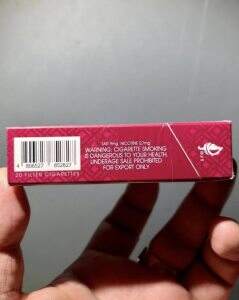 TAR 9mg NICOTINE 0.7mg
WARNING: CIGARETTE SMOKING
IS DANGEROUS TO YOUR HEALTH,
UNDERAGE SALE PROHIBITED
FOR EXPORT ONLY
20 FILTER CIGARETTES